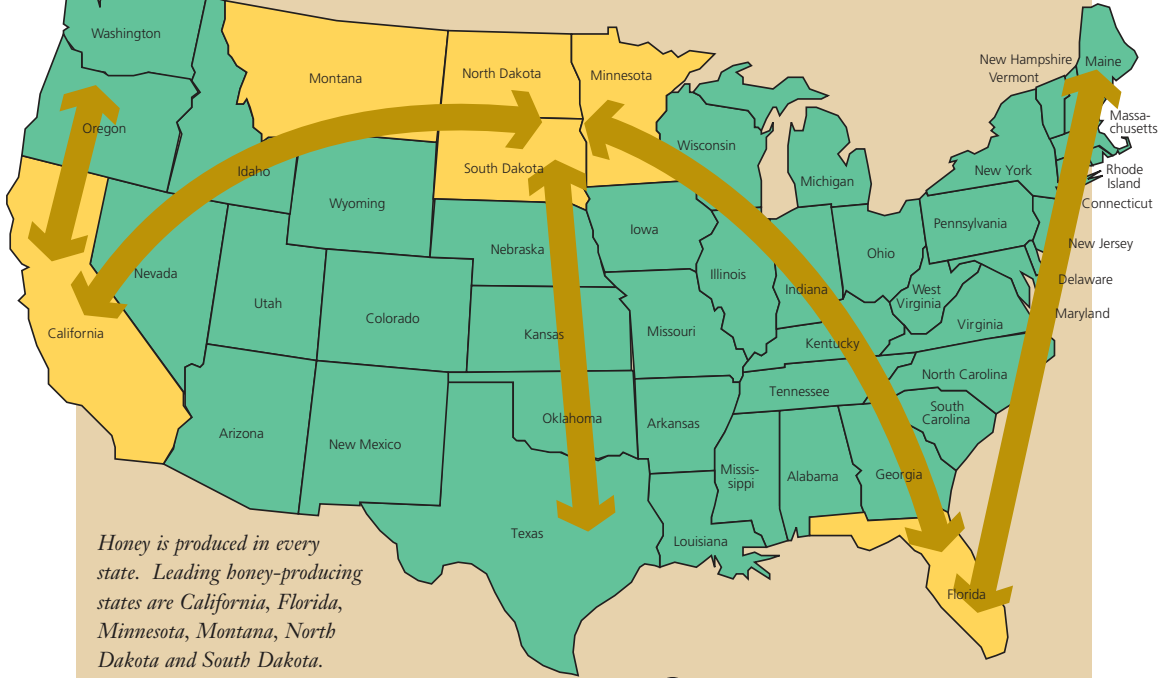 Washington
Montana
North Dakota
Minnesota
New Hampshire
Vermont
Maine
Oregon
Massa-
chusetts
Idaho
South Dakota
Wisconsin
Michigan
New York
Rhode
Island
Wyoming
Connecticut
Nebraska
Iowa
Pennsylvania
Ohio
New Jersey
Nevada
Utah
Illinois
Indiana
West
Virginia
Delaware
California
Colorado
Kansas
Missouri
Kentucky
Virginia
Maryland
Tennessee
North Carolina
South
Carolina
Arizona
New Mexico
Oklahoma
Arkansas
Missis-
sippi
Alabama
Georgia
Texas
Louisiana
Florida
Honey is produced in every
state. Leading honey-producing
states are California, Florida,
Minnesota, Montana, North
Dakota and South Dakota.